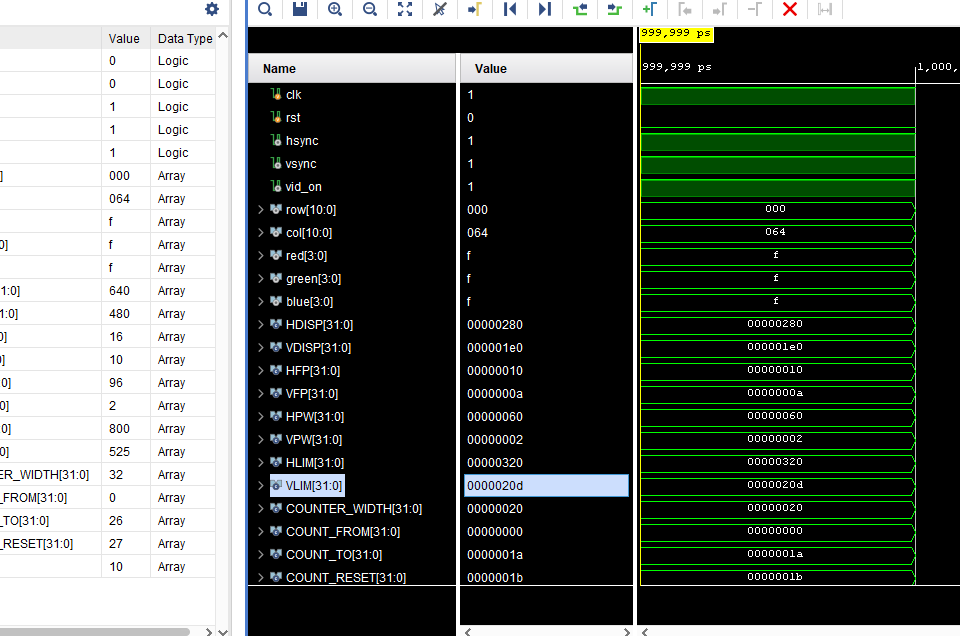 Value Data Type
0 Logic
0 Logic
1 Logic
1 Logic
1 Logic
] 000 Array
064 Array
f Array
0] f Array
f Array
1:0] 640 Array
1:0] 480 Array
0] 16 Array
0] 10 Array
:0] 96 Array
0] 2 Array
:0] 800 Array
0] 525 Array
ER_WIDTH[31:0] 32 Array
_FROM[31:0] 0 Array
_TO[31:0] 26 Array
_RESET[31:0] 27 Array
10 Array
999,999 ps
999,999 ps 1,000,
Name Value
clk 1
rst 0
hsync 1
vsync 1
vid_on 1
row[10:0] 000 000
col[10:0] 064 064
red[3:0] f f
green[3:0] f f
blue[3:0] f f
HDISP[31:0] 00000280 00000280
VDISP[31:0] 000001e0 000001e0
HFP[31:0] 00000010 00000010
VFP[31:0] 0000000a 0000000a
HPW[31:0] 00000060 00000060
VPW[31:0] 00000002 00000002
HLIM[31:0] 00000320 00000320
VLIM[31:0] 0000020d 0000020d
COUNTER_WIDTH[31:0] 00000020 00000020
COUNT_FROM[31:0] 00000000 00000000
COUNT_TO[31:0] 0000001a 0000001a
COUNT_RESET[31:0] 0000001b 0000001b